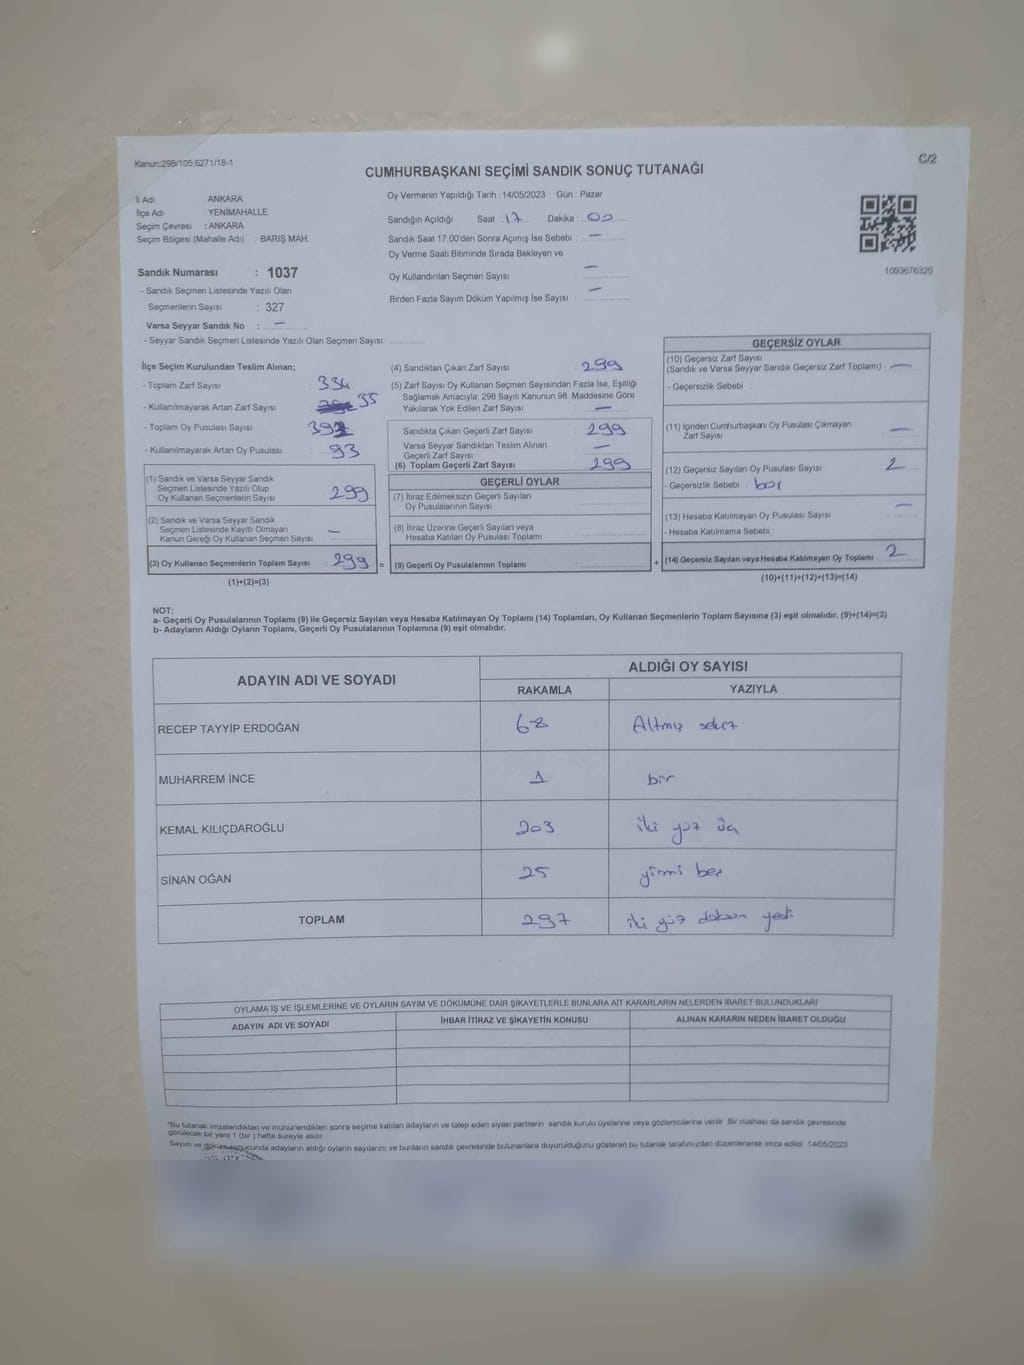 Kanun:298/105;6271/18-1
C/2
CUMHURBAŞKANI SEÇİMİ SANDIK SONUÇ TUTANAĞI
İl Adı ANKARA
İlçe Adı YENİMAHALLE
Seçim Çevresi : ANKARA
Seçim Bölgesi (Mahalle Adı) : BARIŞ MAH.
Oy Vermenin Yapıldığı Tarih : 14/05/2023 Gün : Pazar
Sandığın Açıldığı Saat : 17 Dakika : 00
Sandık Saat 17.00'den Sonra Açılmış İse Sebebi : —
Oy Verme Saati Bitiminde Sırada Bekleyen ve
Oy Kullandırılan Seçmen Sayısı —
Birden Fazla Sayım Döküm Yapılmış İse Sayısı : —
1093676320
Sandık Numarası : 1037
- Sandık Seçmen Listesinde Yazılı Olan
Seçmenlerin Sayısı : 327
Varsa Seyyar Sandık No : —
- Seyyar Sandık Seçmen Listesinde Yazılı Olan Seçmen Sayısı:
İlçe Seçim Kurulundan Teslim Alınan;
- Toplam Zarf Sayısı 334
- Kullanılmayarak Artan Zarf Sayısı 35
- Toplam Oy Pusulası Sayısı 392
- Kullanılmayarak Artan Oy Pusulası : 93
(1) Sandık ve Varsa Seyyar Sandık
Seçmen Listesinde Yazılı Olup
Oy Kullanan Seçmenlerin Sayısı : 299
(2) Sandık ve Varsa Seyyar Sandık
Seçmen Listesinde Kayıtlı Olmayan
Kanun Gereği Oy Kullanan Seçmen Sayısı : —
(3) Oy Kullanan Seçmenlerin Toplam Sayısı : 299 =
(1)+(2)=(3)
(4) Sandıktan Çıkan Zarf Sayısı : 299
(5) Zarf Sayısı Oy Kullanan Seçmen Sayısından Fazla İse, Eşitliği
Sağlamak Amacıyla, 298 Sayılı Kanunun 98. Maddesine Göre
Yakılarak Yok Edilen Zarf Sayısı : —
Sandıkta Çıkan Geçerli Zarf Sayısı : 299
Varsa Seyyar Sandıktan Teslim Alınan
Geçerli Zarf Sayısı : —
(6) Toplam Geçerli Zarf Sayısı : 299
GEÇERLİ OYLAR
(7) İtiraz Edilmeksizin Geçerli Sayılan
Oy Pusulalarının Sayısı
(8) İtiraz Üzerine Geçerli Sayılan veya
Hesaba Katılan Oy Pusulası Toplamı
(9) Geçerli Oy Pusulalarının Toplamı : +
GEÇERSİZ OYLAR
(10) Geçersiz Zarf Sayısı
(Sandık ve Varsa Seyyar Sandık Geçersiz Zarf Toplamı) : —
- Geçersizlik Sebebi :
(11) İçinden Cumhurbaşkanı Oy Pusulası Çıkmayan
Zarf Sayısı —
(12) Geçersiz Sayılan Oy Pusulası Sayısı 2
- Geçersizlik Sebebi :
(13) Hesaba Katılmayan Oy Pusulası Sayısı —
- Hesaba Katılmama Sebebi :
(14) Geçersiz Sayılan veya Hesaba Katılmayan Oy Toplamı : 2
(10)+(11)+(12)+(13)=(14)
NOT:
a- Geçerli Oy Pusulalarının Toplamı (9) ile Geçersiz Sayılan veya Hesaba Katılmayan Oy Toplamı (14) Toplamları, Oy Kullanan Seçmenlerin Toplam Sayısına (3) eşit olmalıdır. (9)+(14)=(3)
b- Adayların Aldığı Oyların Toplamı, Geçerli Oy Pusulalarının Toplamına (9) eşit olmalıdır.
ADAYIN ADI VE SOYADI ALDIĞI OY SAYISI
RAKAMLA YAZIYLA
RECEP TAYYİP ERDOĞAN 68 Altmış sekiz
MUHARREM İNCE 1 bir
KEMAL KILIÇDAROĞLU 203 iki yüz üç
SİNAN OĞAN 25 yirmi beş
TOPLAM 297 iki yüz doksan yedi
OYLAMA İŞ VE İŞLEMLERİNE VE OYLARIN SAYIM VE DÖKÜMÜNE DAİR ŞİKAYETLERLE BUNLARA AİT KARARLARIN NELERDEN İBARET BULUNDUKLARI
ADAYIN ADI VE SOYADI İHBAR İTİRAZ VE ŞİKAYETİN KONUSU ALINAN KARARIN NEDEN İBARET OLDUĞU
*Bu tutanak imzalandıktan ve mühürlendikten sonra seçime katılan adayların ve talep eden siyasi partilerin sandık kurulu üyelerine veya gözlemcilerine verilir. Bir nüshası da sandık çevresinde
görülecek bir yere 1 (bir) hafta süreyle asılır.
Sayım ve döküm sonucunda adayların aldığı oyların sayılarını ve bunların sandık çevresinde bulunanlara duyurulduğunu gösteren bu tutanak tarafımızdan düzenlenerek imza edildi. 14/05/2023